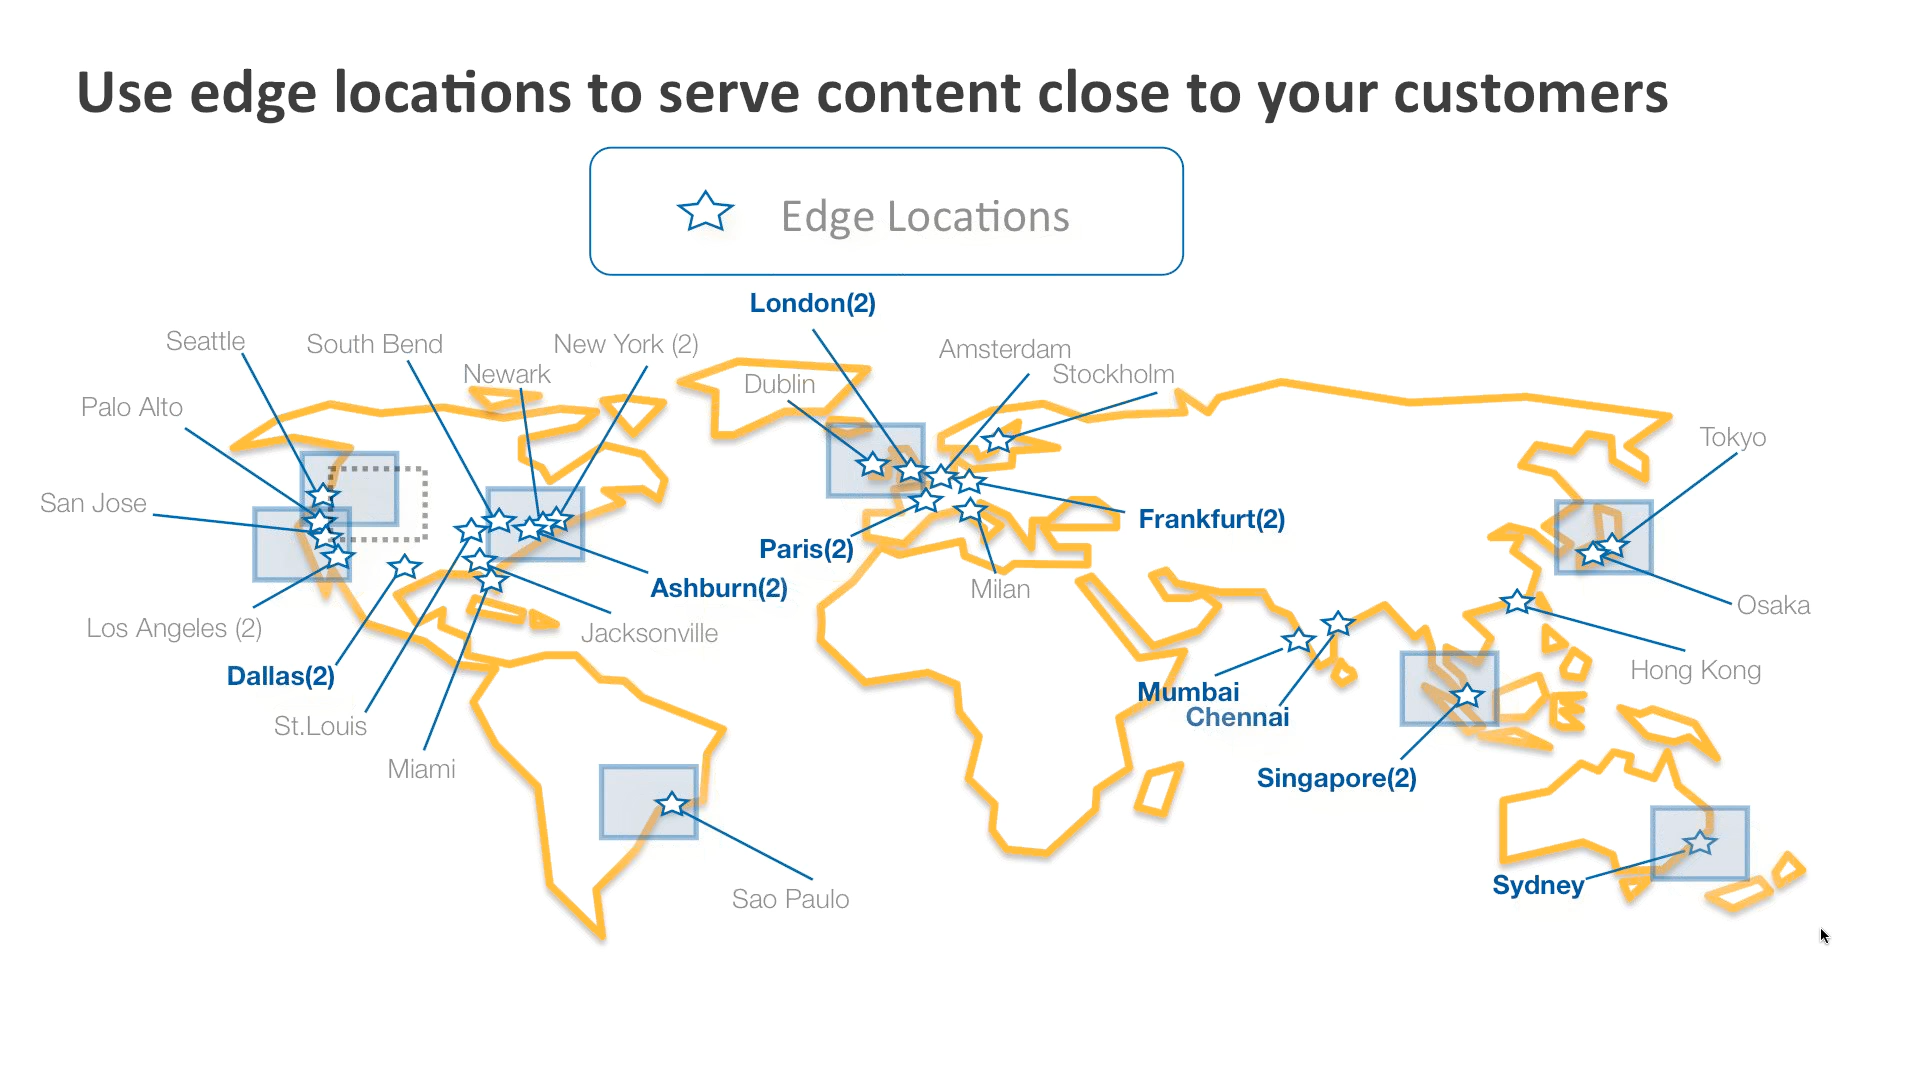 Use edge locations to serve content close to your customers
Edge Locations
London(2)
Seattle
South Bend
New York (2)
Amsterdam
Newark
Dublin
Stockholm
Palo Alto
Tokyo
San Jose
Frankfurt(2)
Paris(2)
Ashburn(2)
Milan
Osaka
Los Angeles (2)
Jacksonville
Dallas(2)
Hong Kong
Mumbai
Chennai
St.Louis
Miami
Singapore(2)
Sydney
Sao Paulo